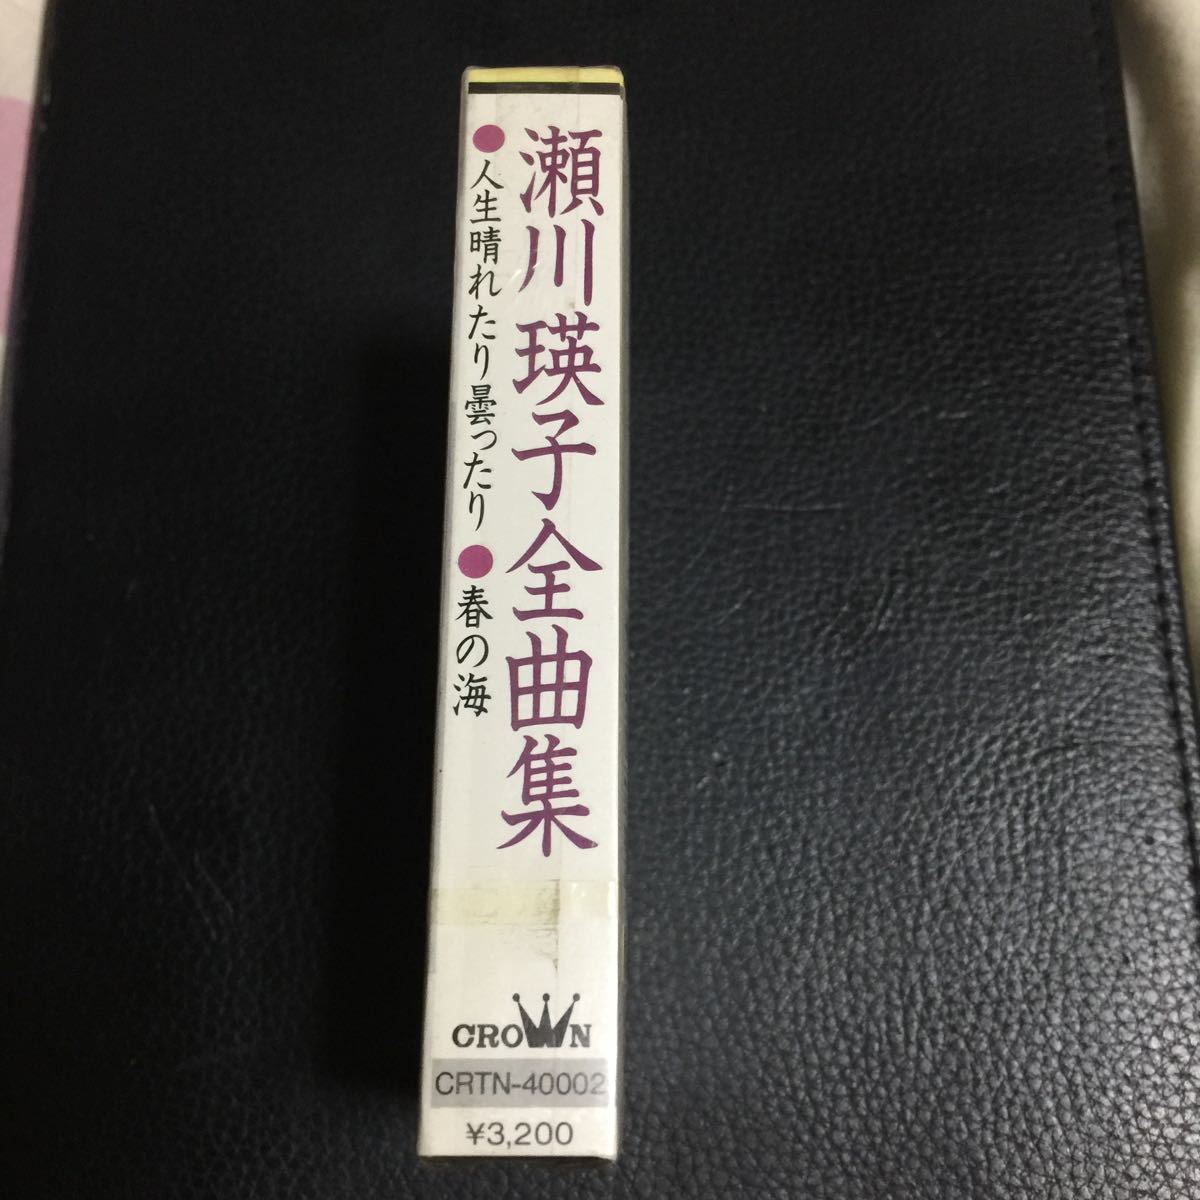 瀬川瑛子全曲集
●人生晴れたり曇ったり●春の海
CROWN
CRTN-40002
¥3,200